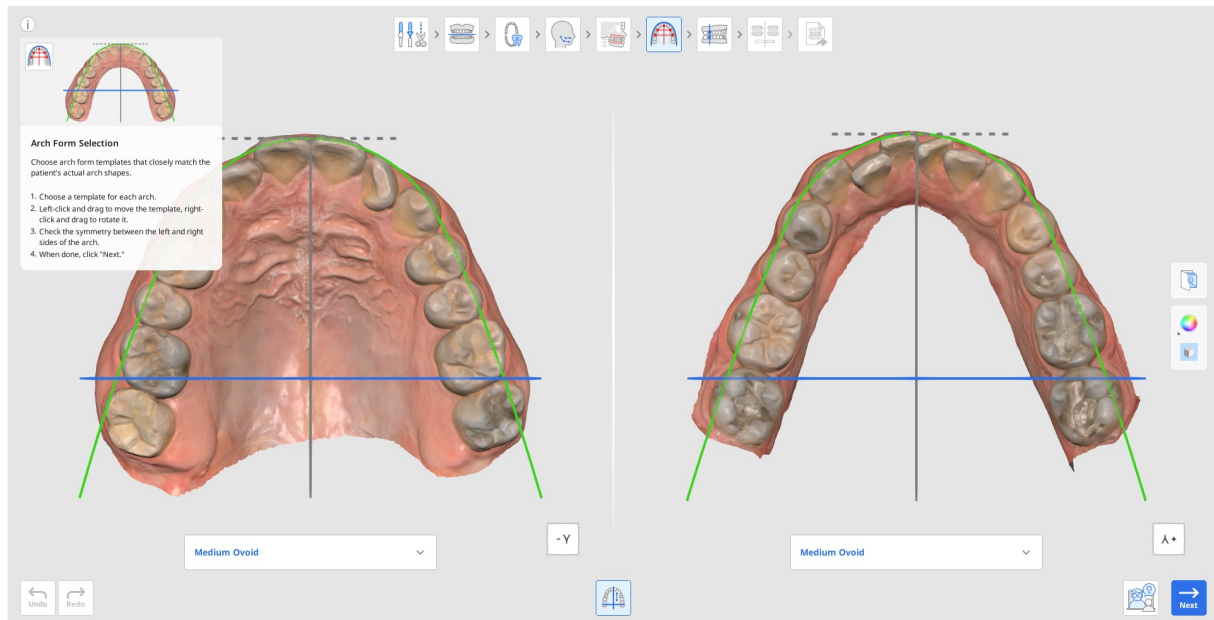 i
Arch Form Selection
Choose arch form templates that closely match the
patient's actual arch shapes.
1. Choose a template for each arch.
2. Left-click and drag to move the template, right-
click and drag to rotate it.
3. Check the symmetry between the left and right
sides of the arch.
4. When done, click "Next."
- Y
Y +
Medium Ovoid
Medium Ovoid
Undo
Redo
Next